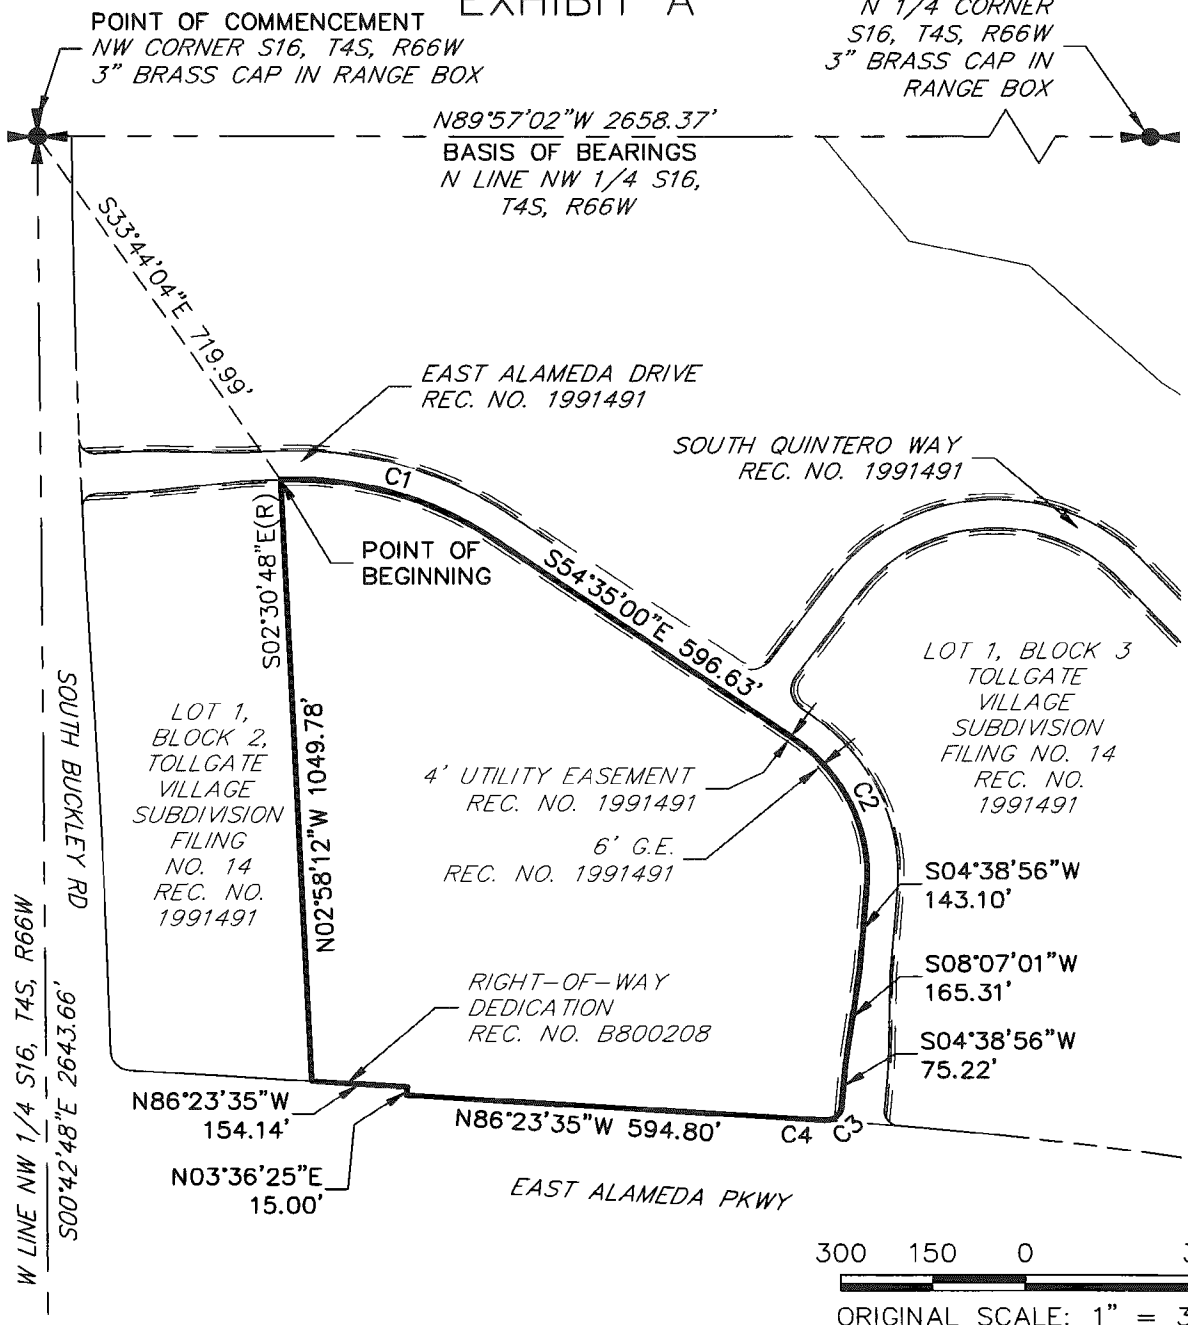 EXHIBIT A
POINT OF COMMENCEMENT
NW CORNER S16, T4S, R66W
3" BRASS CAP IN RANGE BOX
N 1/4 CORNER
S16, T4S, R66W
3" BRASS CAP IN
RANGE BOX
N89°57'02"W 2658.37'
BASIS OF BEARINGS
N LINE NW 1/4 S16,
T4S, R66W
S33°44'04"E 719.99'
EAST ALAMEDA DRIVE
REC. NO. 1991491
SOUTH QUINTERO WAY
REC. NO. 1991491
C1
S02°30'48"E(R)
POINT OF
BEGINNING
S54°35'00"E 596.63'
LOT 1, BLOCK 3
TOLLGATE
VILLAGE
SUBDIVISION
FILING NO. 14
REC. NO.
1991491
SOUTH BUCKLEY RD
LOT 1,
BLOCK 2,
TOLLGATE
VILLAGE
SUBDIVISION
FILING
NO. 14
REC. NO.
1991491
N02°58'12"W 1049.78'
4' UTILITY EASEMENT
REC. NO. 1991491
C2
6' G.E.
REC. NO. 1991491
S04°38'56"W
143.10'
S08°07'01"W
165.31'
S04°38'56"W
75.22'
RIGHT-OF-WAY
DEDICATION
REC. NO. B800208
W LINE NW 1/4 S16, T4S, R66W
S00°42'48"E 2643.66'
N86°23'35"W
154.14'
N86°23'35"W 594.80'
C4
C3
N03°36'25"E
15.00'
EAST ALAMEDA PKWY
300 150 0 3
ORIGINAL SCALE: 1" = 3